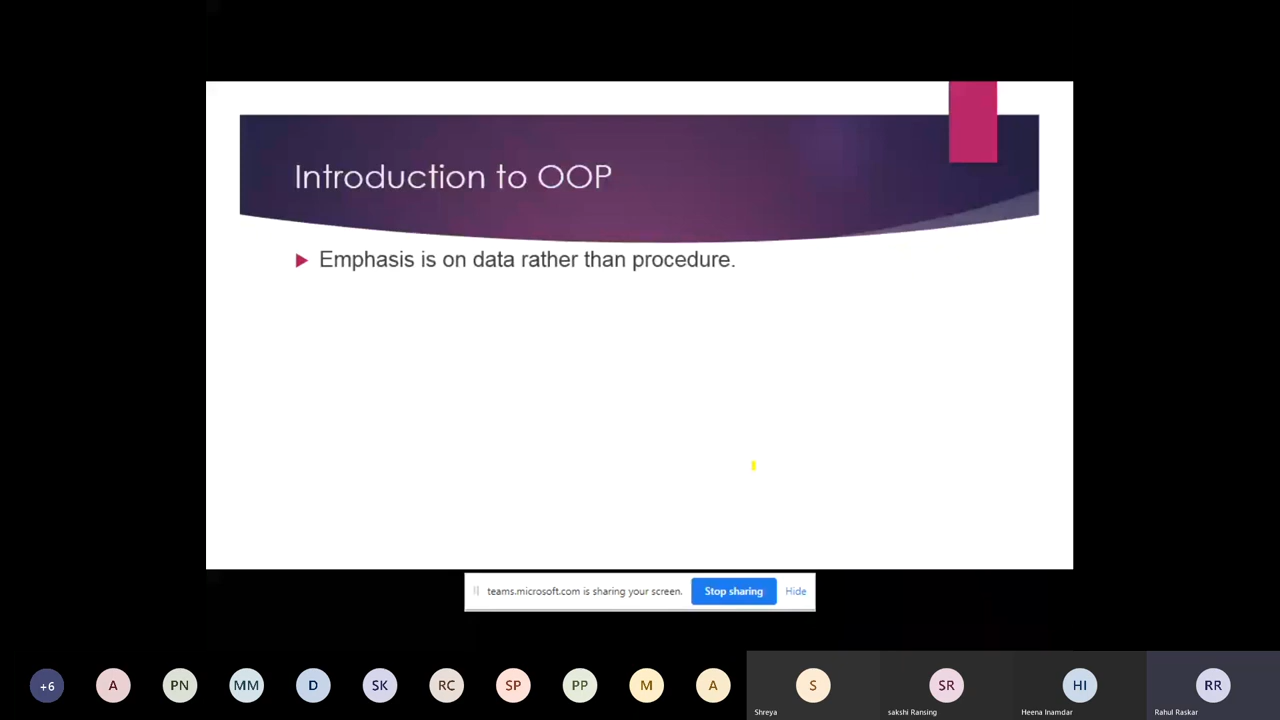 Introduction to OOP
Emphasis is on data rather than procedure.
teams.microsoft.com is sharing your screen. Stop sharing Hide
+6 A PN MM D SK RC SP PP M A S SR HI RR
Shreya sakshi Ransing Heena Inamdar Rahul Raskar